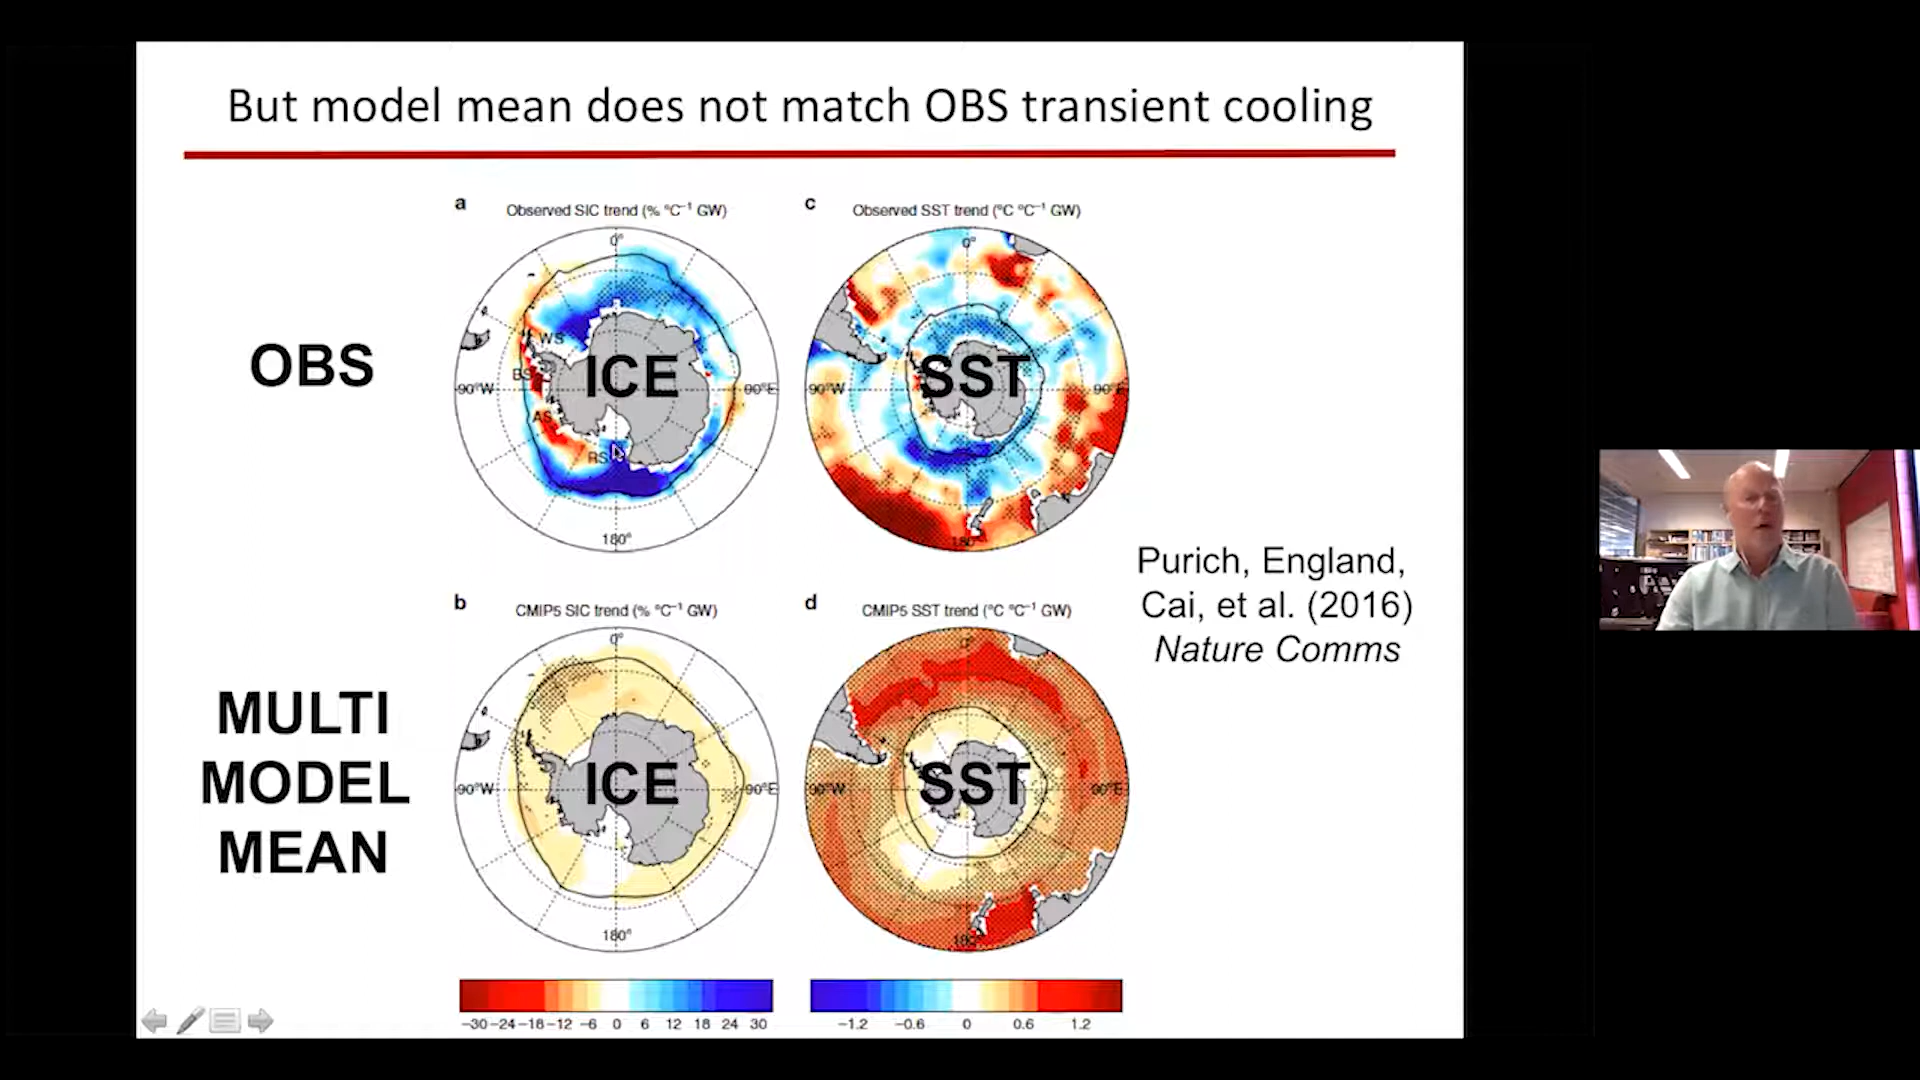 But model mean does not match OBS transient cooling
a
Observed SIC trend (% °C⁻¹ GW)
c
Observed SST trend (°C °C⁻¹ GW)
0°
0°
OBS
WS
BS
ICE
SST
90°W
90°E
90°W
90°E
AS
RS
180°
180°
Purich, England,
Cai, et al. (2016)
Nature Comms
b
CMIP5 SIC trend (% °C⁻¹ GW)
d
CMIP5 SST trend (°C °C⁻¹ GW)
0°
0°
MULTI
MODEL
MEAN
ICE
SST
90°W
90°E
90°W
90°E
180°
180°
−30 −24 −18 −12 −6 0 6 12 18 24 30
−1.2 −0.6 0 0.6 1.2